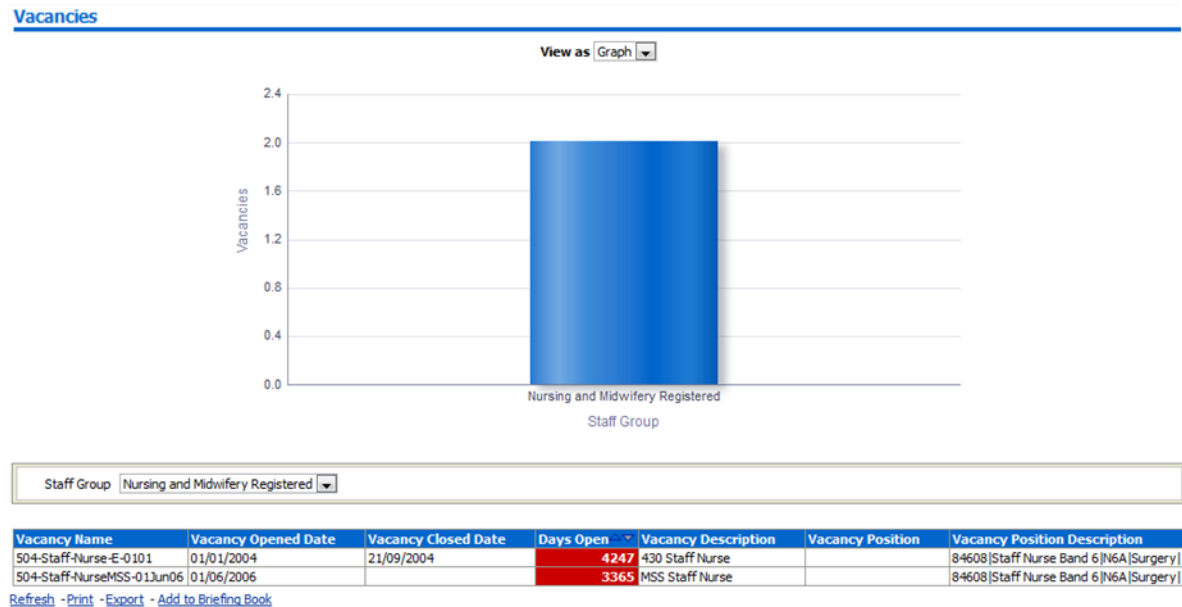 Vacancies
View as Graph
2.4
2.0
1.6
1.2
0.8
0.4
0.0
Vacancies
Nursing and Midwifery Registered
Staff Group
Staff Group Nursing and Midwifery Registered
Vacancy Name Vacancy Opened Date Vacancy Closed Date Days Open Vacancy Description Vacancy Position Vacancy Position Description
504-Staff-Nurse-E-0101 01/01/2004 21/09/2004 4247 430 Staff Nurse 84608|Staff Nurse Band 6|N6A|Surgery|
504-Staff-NurseMSS-01Jun06 01/06/2006 3365 MSS Staff Nurse 84608|Staff Nurse Band 6|N6A|Surgery|
Refresh - Print - Export - Add to Briefing Book